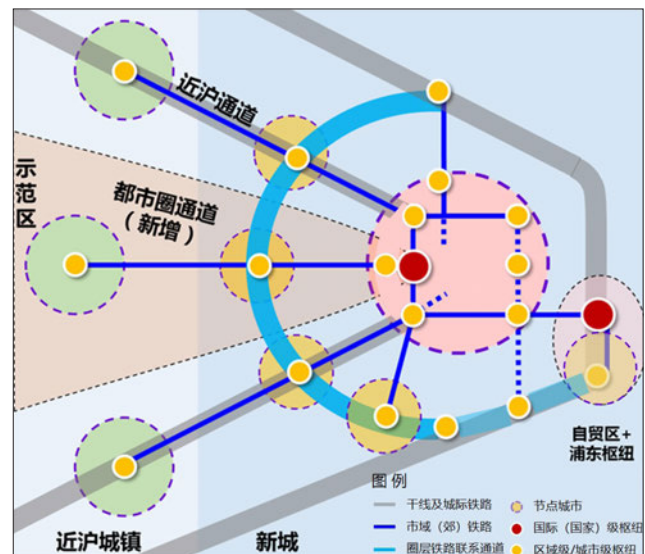 近沪通道
示范区
都市圈通道
（新增）
自贸区+
浦东枢纽
图 例
干线及城际铁路
节点城市
市域（郊）铁路
国际（国家）级枢纽
圈层铁路联系通道
区域级/城市级枢纽
近沪城镇
新城